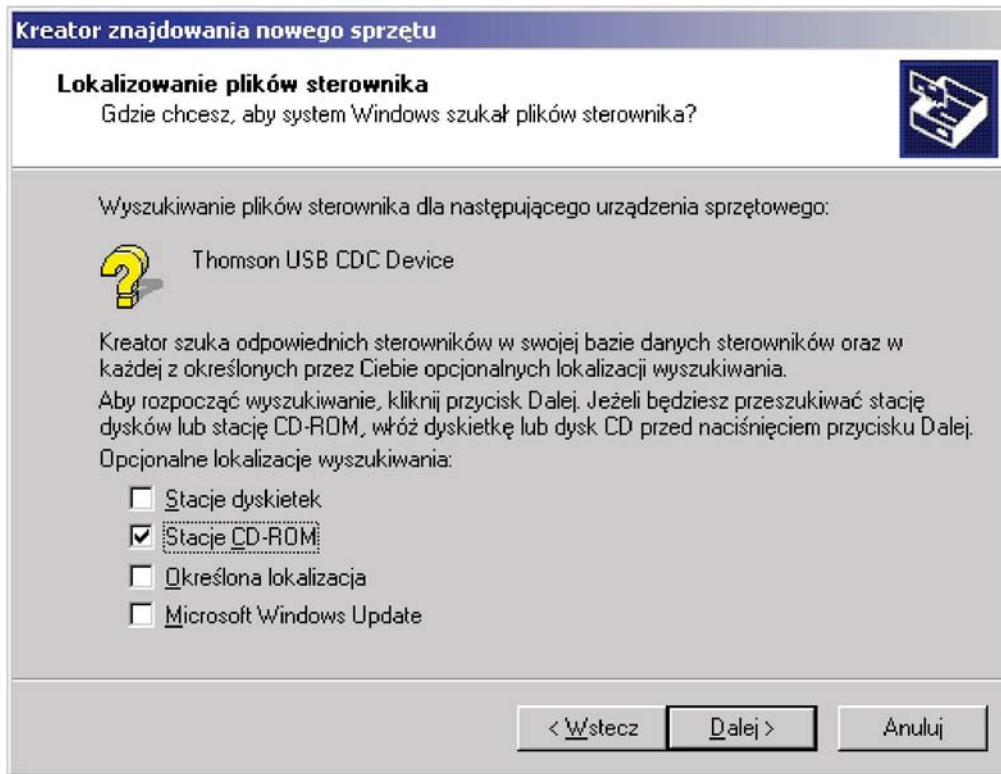 Kreator znajdowania nowego sprzętu
Lokalizowanie plików sterownika
Gdzie chcesz, aby system Windows szukał plików sterownika?
Wyszukiwanie plików sterownika dla następującego urządzenia sprzętowego:
Thomson USB CDC Device
Kreator szuka odpowiednich sterowników w swojej bazie danych sterowników oraz w
każdej z określonych przez Ciebie opcjonalnych lokalizacji wyszukiwania.
Aby rozpocząć wyszukiwanie, kliknij przycisk Dalej. Jeżeli będziesz przeszukiwać stację
dysków lub stację CD-ROM, włóż dyskietkę lub dysk CD przed naciśnięciem przycisku Dalej.
Opcjonalne lokalizacje wyszukiwania:
Stacje dyskietek
Stacje CD-ROM
Określona lokalizacja
Microsoft Windows Update
< Wstecz Dalej > Anuluj